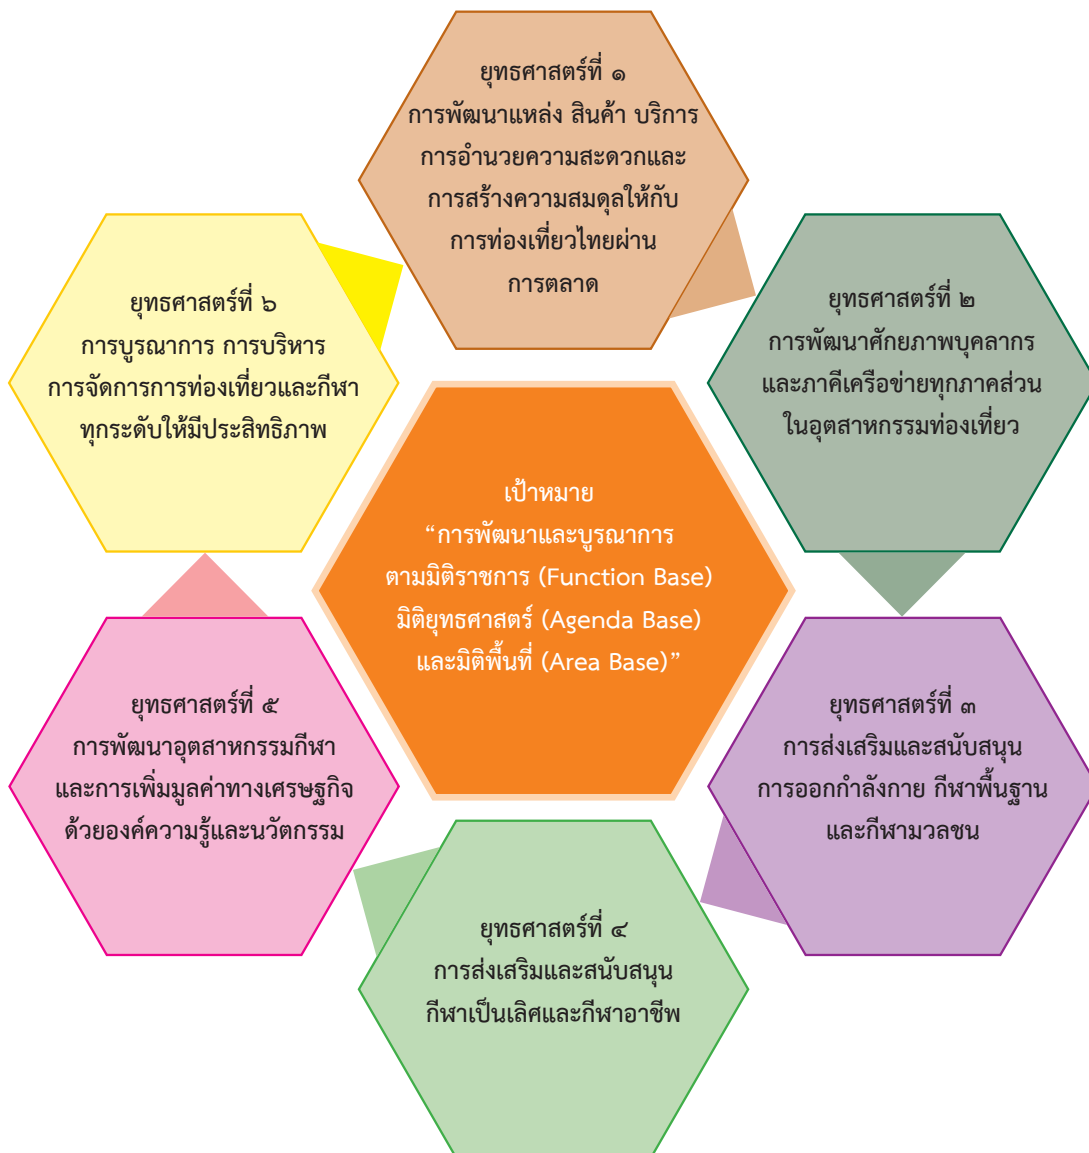 ยุทธศาสตร์ที่ ๑
การพัฒนาแหล่ง สินค้า บริการ
การอำนวยความสะดวกและ
การสร้างความสมดุลให้กับ
การท่องเที่ยวไทยผ่าน
การตลาด
ยุทธศาสตร์ที่ ๒
การพัฒนาศักยภาพบุคลากร
และภาคีเครือข่ายทุกภาคส่วน
ในอุตสาหกรรมท่องเที่ยว
ยุทธศาสตร์ที่ ๓
การส่งเสริมและสนับสนุน
การออกกำลังกาย กีฬาพื้นฐาน
และกีฬามวลชน
ยุทธศาสตร์ที่ ๔
การส่งเสริมและสนับสนุน
กีฬาเป็นเลิศและกีฬาอาชีพ
ยุทธศาสตร์ที่ ๕
การพัฒนาอุตสาหกรรมกีฬา
และการเพิ่มมูลค่าทางเศรษฐกิจ
ด้วยองค์ความรู้และนวัตกรรม
ยุทธศาสตร์ที่ ๖
การบูรณาการ การบริหาร
การจัดการการท่องเที่ยวและกีฬา
ทุกระดับให้มีประสิทธิภาพ
เป้าหมาย
“การพัฒนาและบูรณาการ
ตามมิติราชการ (Function Base)
มิติยุทธศาสตร์ (Agenda Base)
และมิติพื้นที่ (Area Base)”